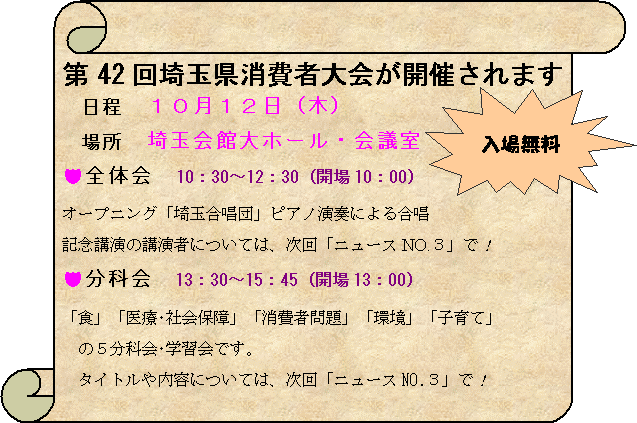 第42回埼玉県消費者大会が開催されます
日程　１０月１２日（木）
場所　埼玉会館大ホール・会議室
入場無料
全体会　10：30～12：30（開場10：00）
オープニング「埼玉合唱団」ピアノ演奏による合唱
記念講演の講演者については、次回「ニュースNO.３」で！
分科会　13：30～15：45（開場13：00）
「食」「医療･社会保障」「消費者問題」「環境」「子育て」
の５分科会･学習会です。
タイトルや内容については、次回「ニュースNO.３」で！